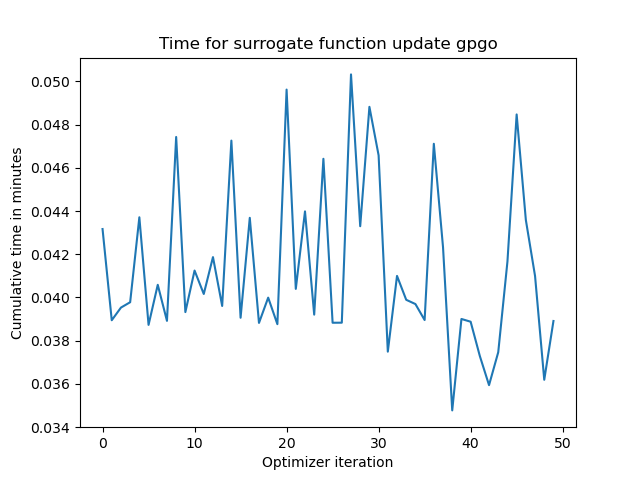 Time for surrogate function update gpgo
0.050
0.048
0.046
0.044
0.042
0.040
0.038
0.036
0.034
Cumulative time in minutes
0 10 20 30 40 50
Optimizer iteration